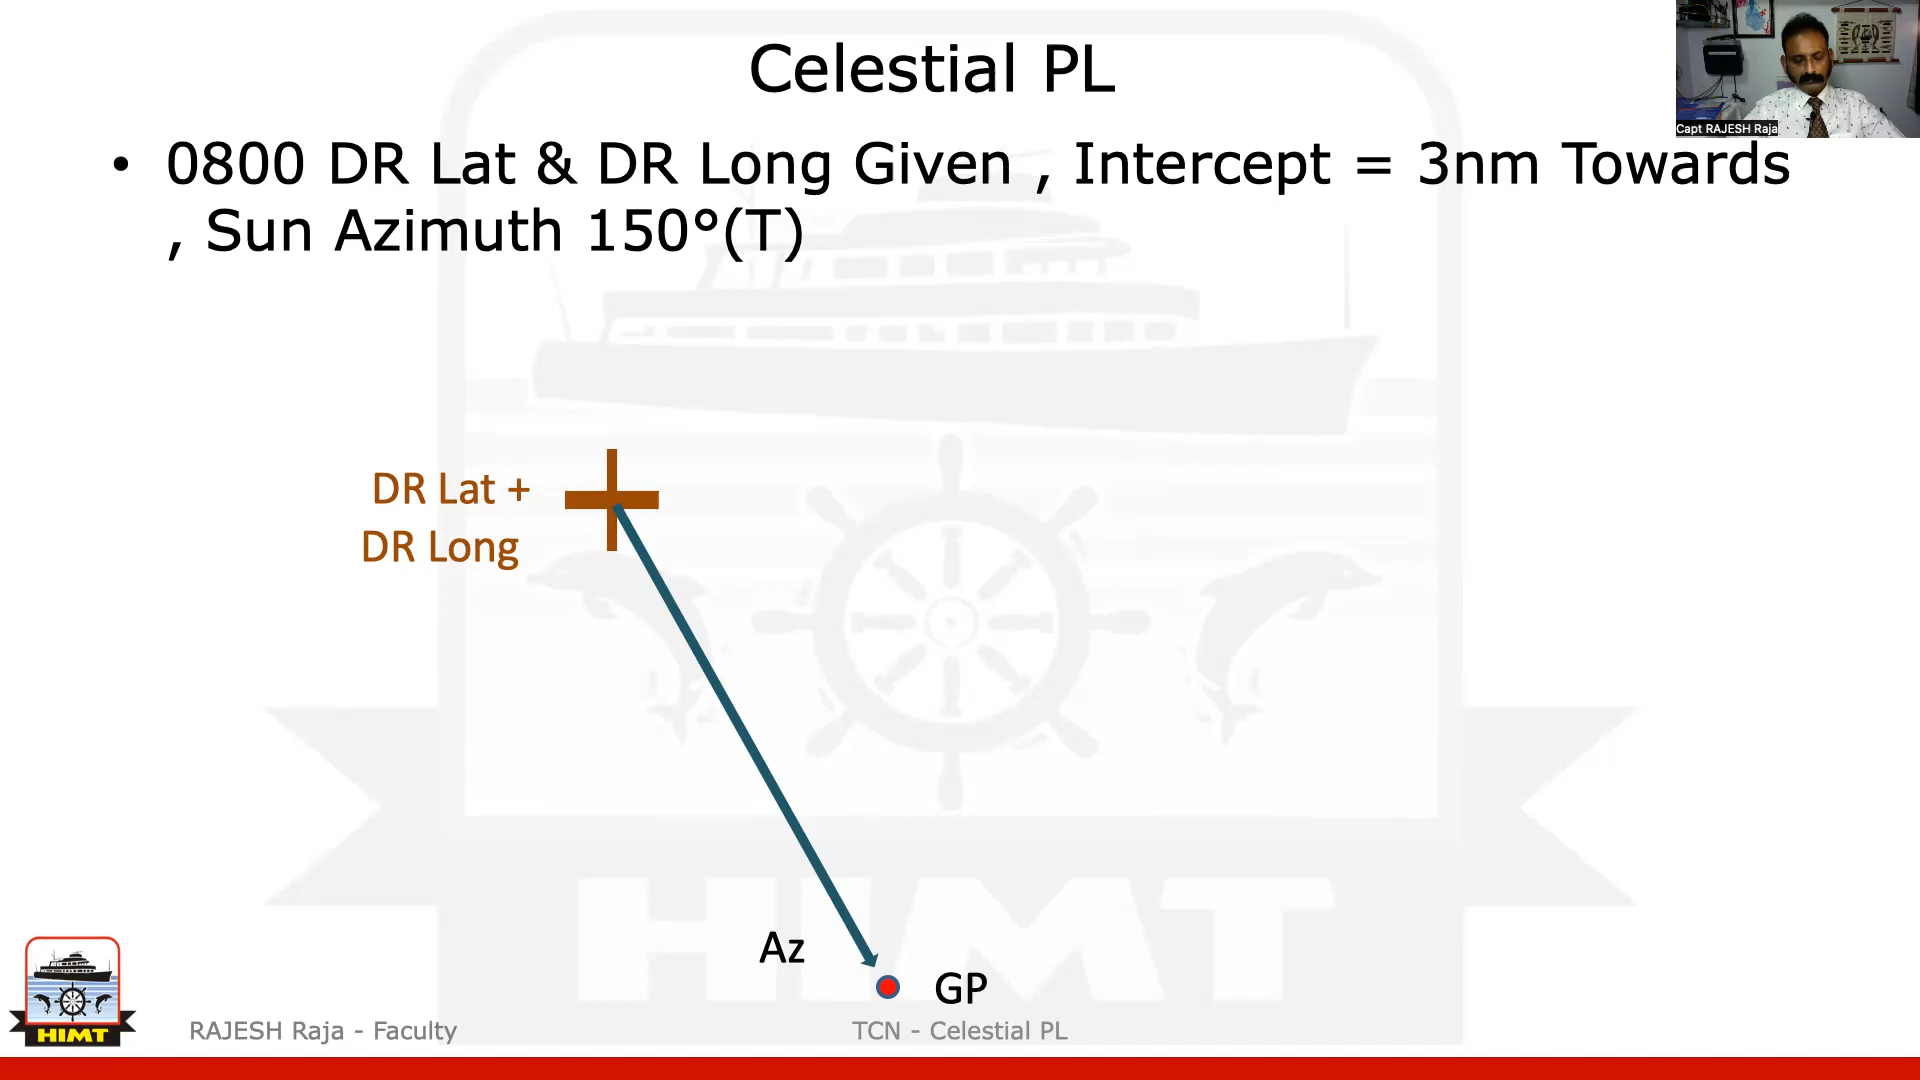 Celestial PL
Capt RAJESH Raja
• 0800 DR Lat & DR Long Given , Intercept = 3nm Towards
, Sun Azimuth 150°(T)
DR Lat +
DR Long
Az
GP
HIMT
HIMT
RAJESH Raja - Faculty
TCN - Celestial PL